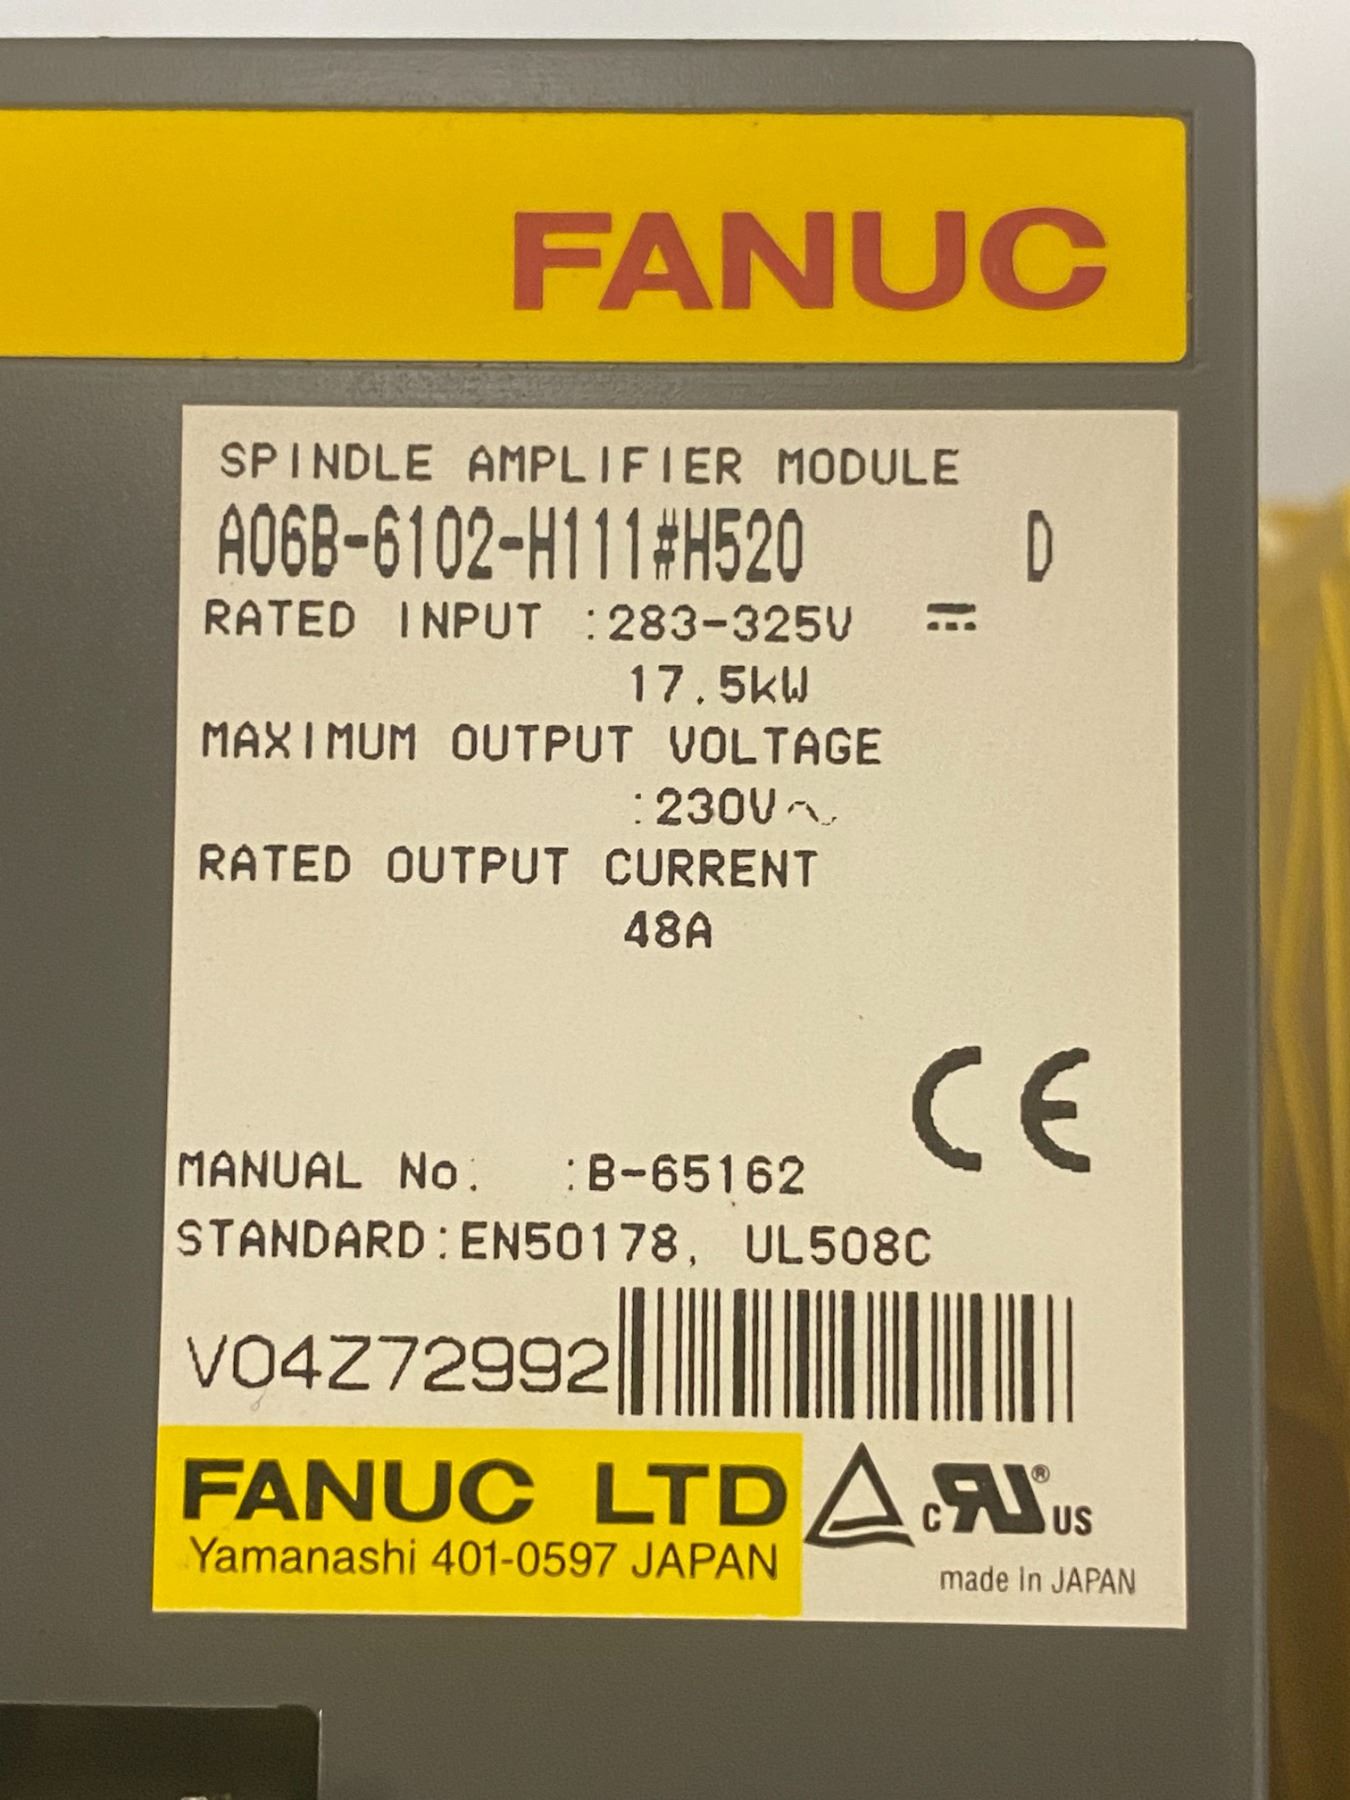 FANUC
SPINDLE AMPLIFIER MODULE
A06B-6102-H111#H520 D
RATED INPUT :283-325V ⎓
17.5kW
MAXIMUM OUTPUT VOLTAGE
:230V~
RATED OUTPUT CURRENT
48A
CE
MANUAL No. :B-65162
STANDARD:EN50178, UL508C
V04Z72992
FANUC LTD
Yamanashi 401-0597 JAPAN
c RU® US
made in JAPAN